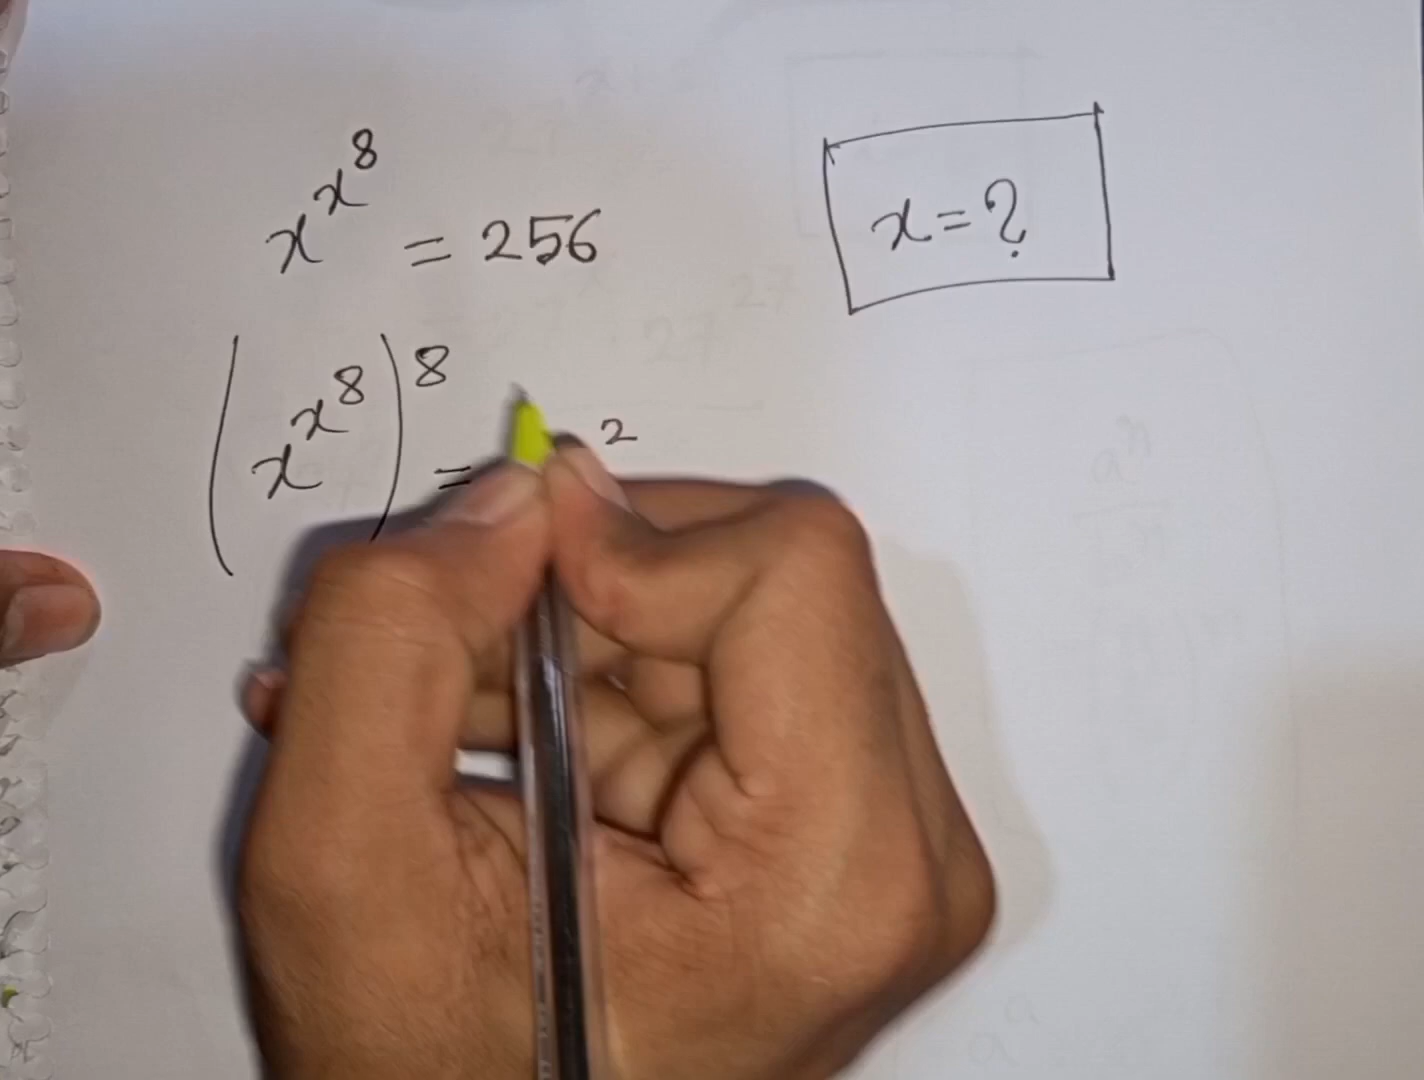 x^{x^8} = 256
x = ?
(x^{x^8})^8 = 2